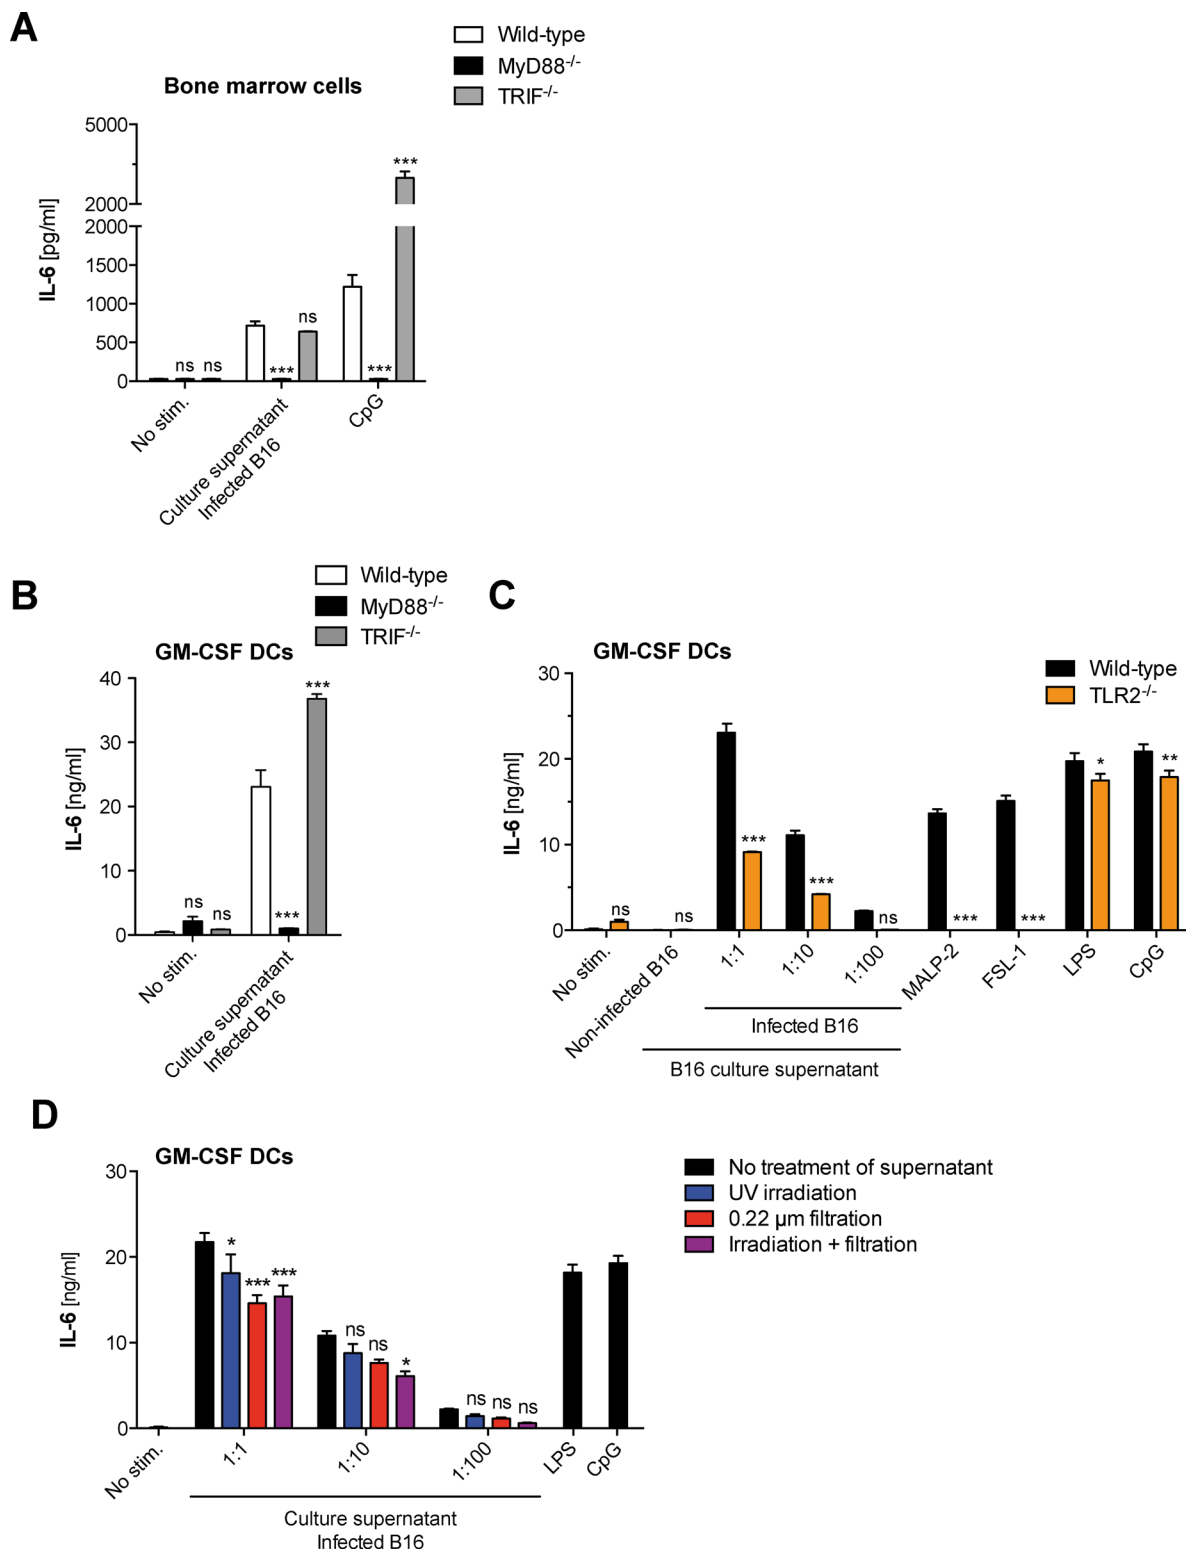 A
Wild-type
MyD88-/-
TRIF-/-
Bone marrow cells
IL-6 [pg/ml]
5000
2000
2000
1500
1000
500
0
ns ns *** ns *** ***
No stim.
Culture supernatant
Infected B16
CpG
B
Wild-type
MyD88-/-
TRIF-/-
GM-CSF DCs
IL-6 [ng/ml]
40
30
20
10
0
ns ns *** ***
No stim.
Culture supernatant
Infected B16
C
GM-CSF DCs
Wild-type
TLR2-/-
IL-6 [ng/ml]
30
20
10
0
ns ns *** *** ns *** *** * **
No stim.
Non-infected B16
1:1
1:10
1:100
MALP-2
FSL-1
LPS
CpG
Infected B16
B16 culture supernatant
D
GM-CSF DCs
No treatment of supernatant
UV irradiation
0.22 µm filtration
Irradiation + filtration
IL-6 [ng/ml]
30
20
10
0
* *** *** ns ns * ns ns ns
No stim.
1:1
1:10
1:100
LPS
CpG
Culture supernatant
Infected B16